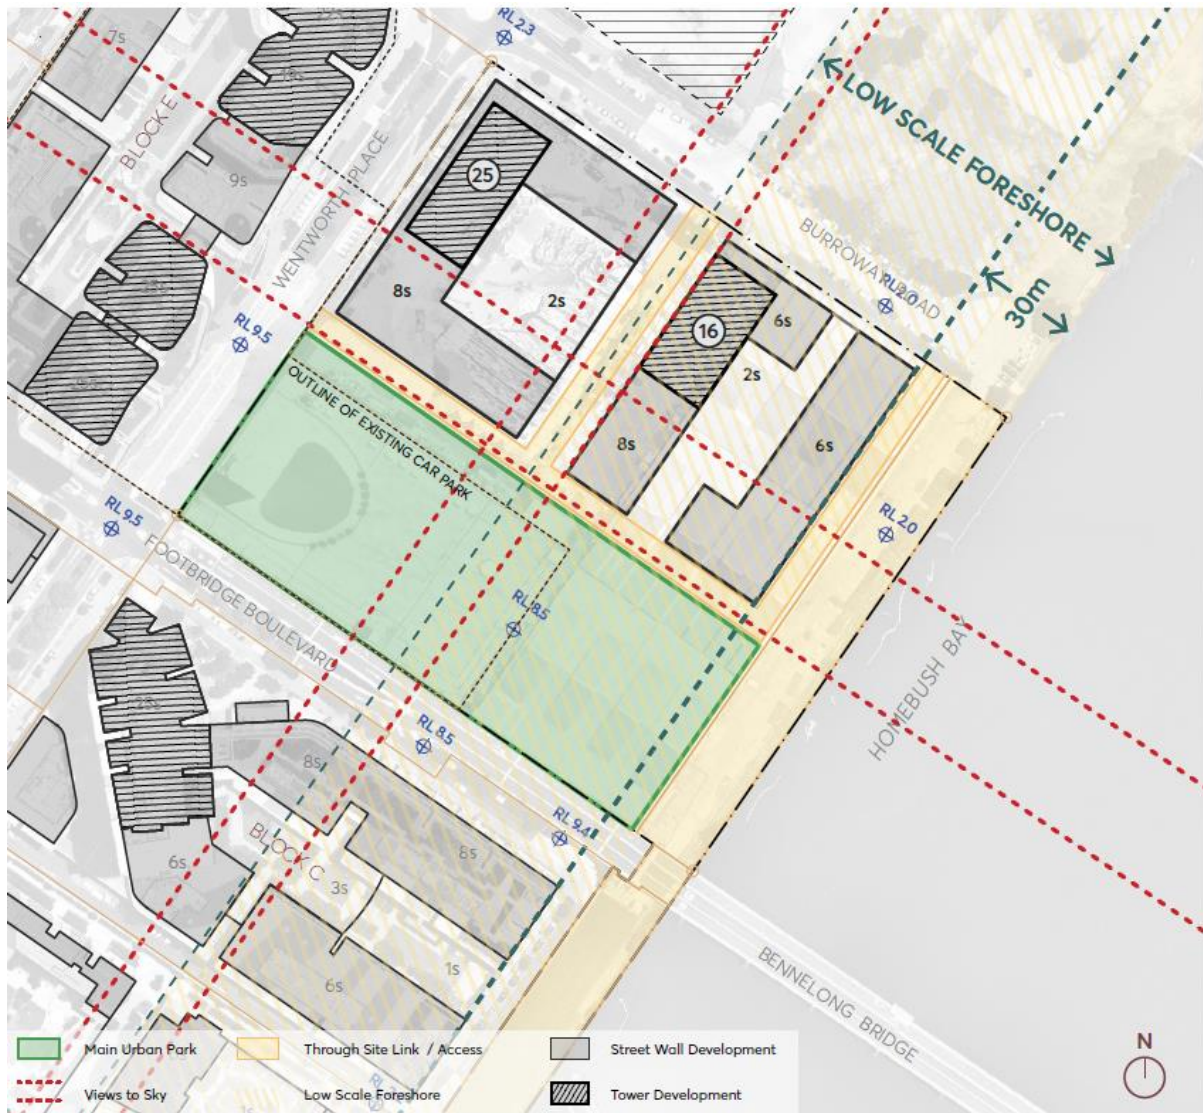 RL 2.3
7s
BLOCK E
9s
WENTWORTH PLACE
25
LOW SCALE FORESHORE
30m
BURROWAY ROAD
RL 2.0
8s
2s
6s
16
2s
RL 9.5
OUTLINE OF EXISTING CAR PARK
8s
6s
RL 9.5
RL 2.0
FOOTBRIDGE BOULEVARD
RL 8.5
HOMEBUSH BAY
25s
RL 8.5
8s
RL 9.4
BLOCK C
8s
6s
3s
1s
6s
BENNELONG BRIDGE
N
Main Urban Park
Through Site Link / Access
Street Wall Development
Views to Sky
Low Scale Foreshore
Tower Development